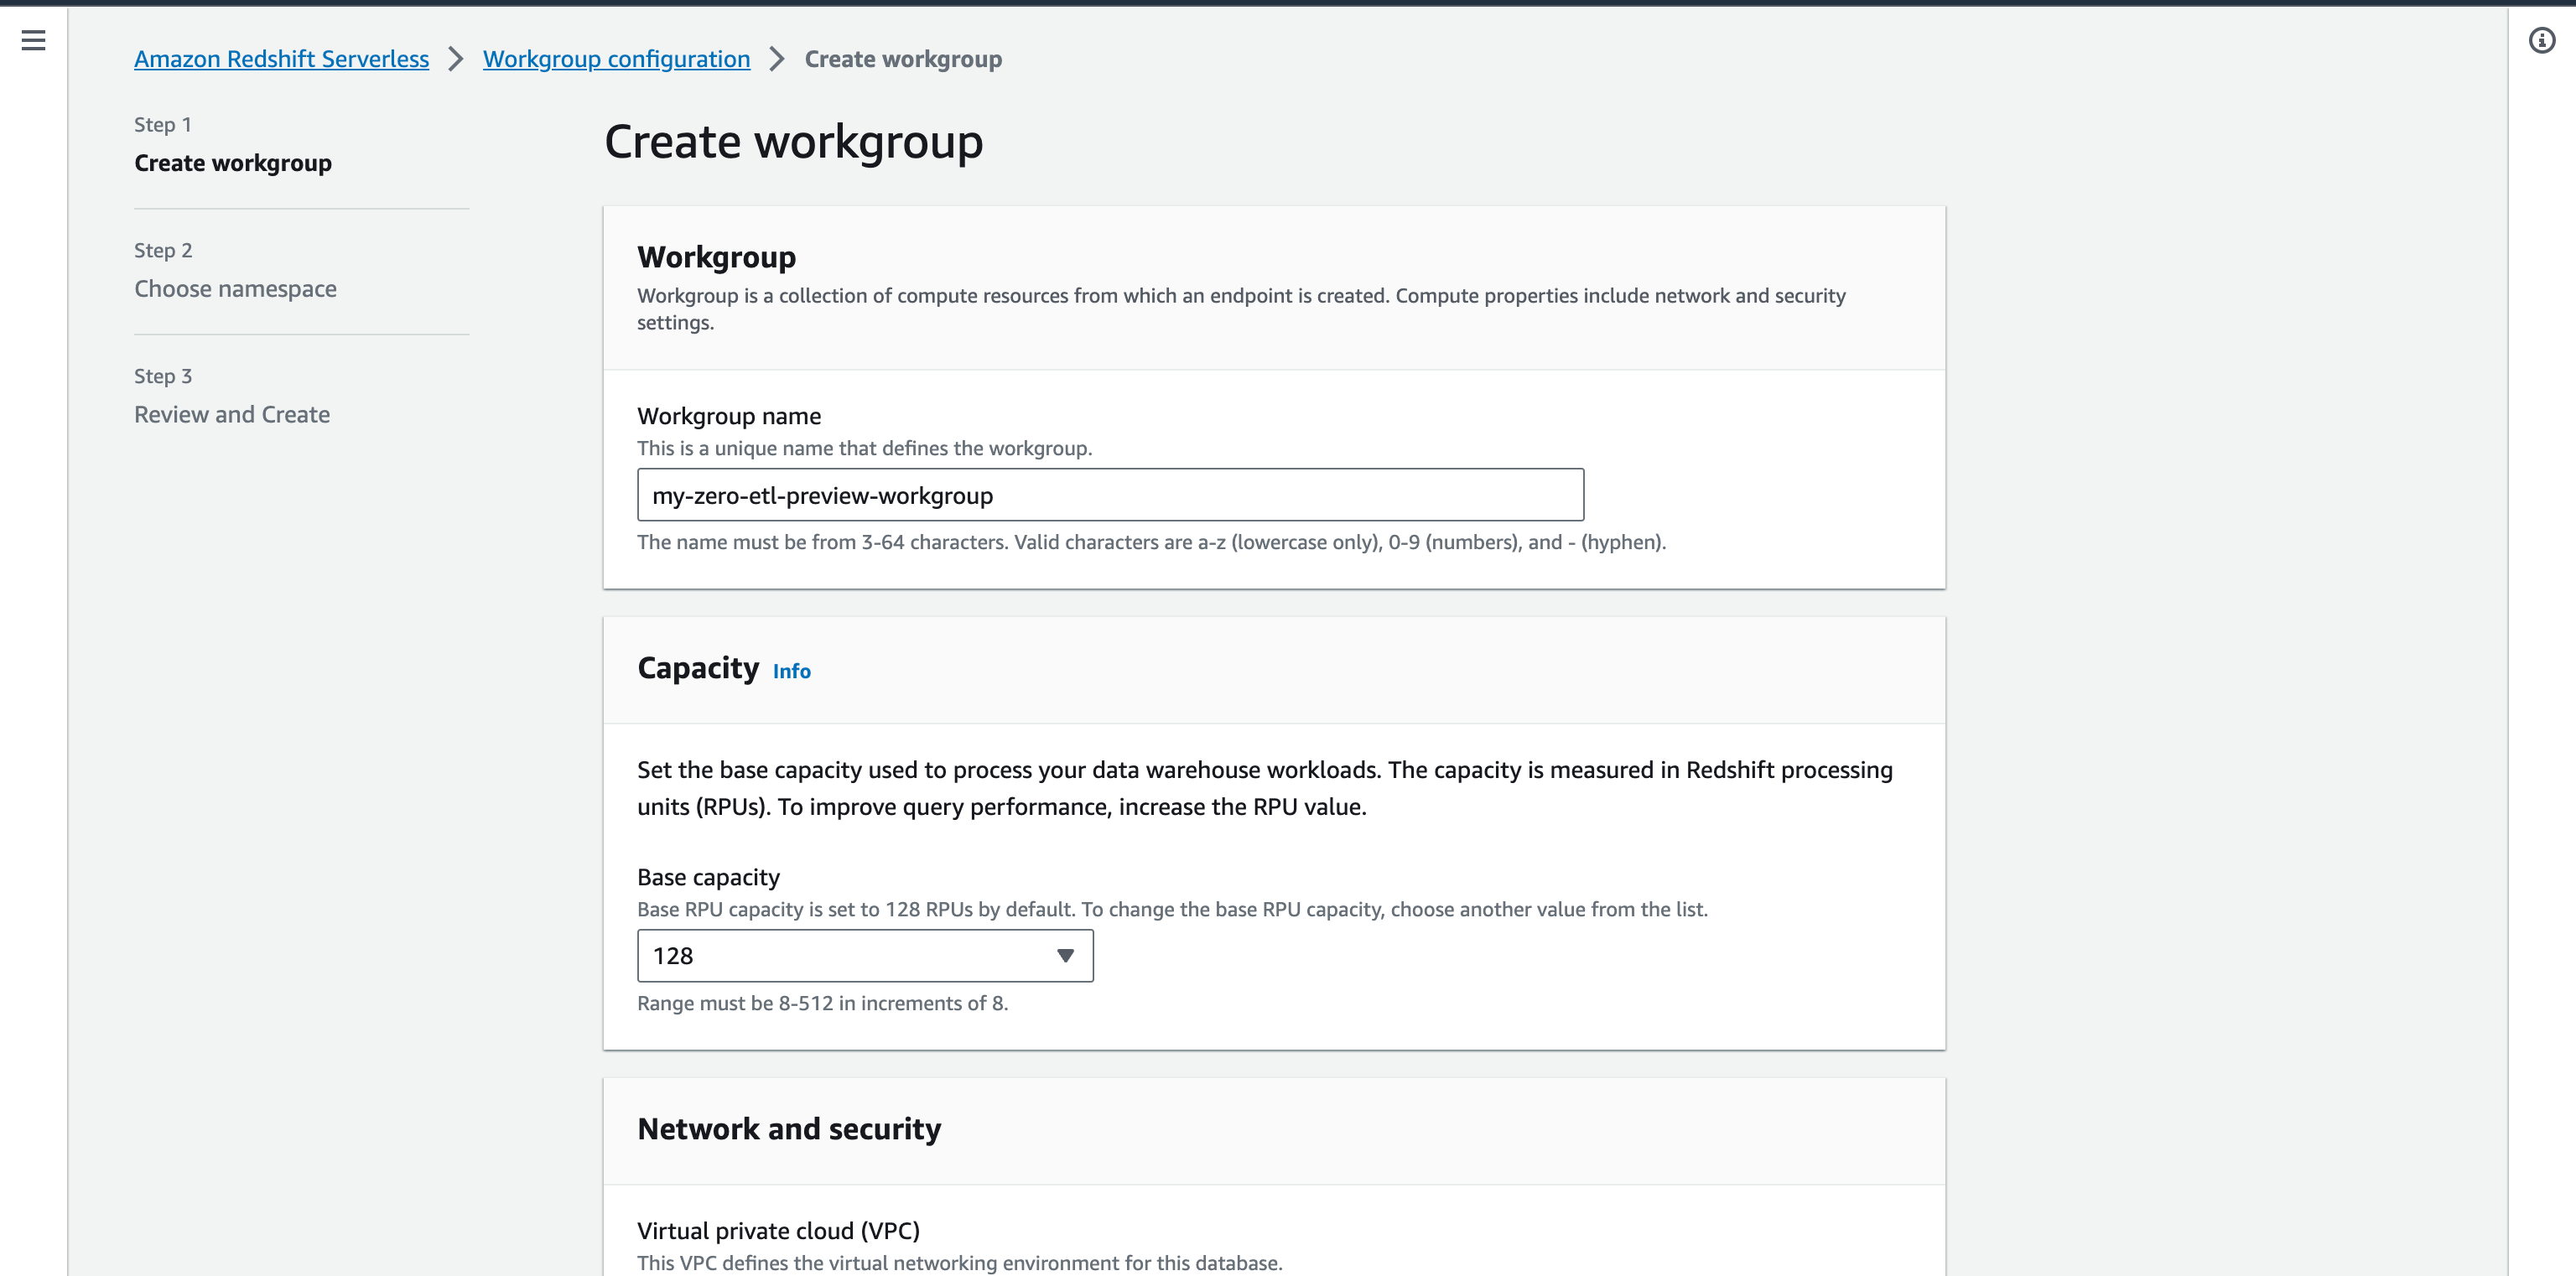 Amazon Redshift Serverless > Workgroup configuration > Create workgroup
Step 1
Create workgroup
Step 2
Choose namespace
Step 3
Review and Create
Create workgroup
Workgroup
Workgroup is a collection of compute resources from which an endpoint is created. Compute properties include network and security
settings.
Workgroup name
This is a unique name that defines the workgroup.
my-zero-etl-preview-workgroup
The name must be from 3-64 characters. Valid characters are a-z (lowercase only), 0-9 (numbers), and - (hyphen).
Capacity Info
Set the base capacity used to process your data warehouse workloads. The capacity is measured in Redshift processing
units (RPUs). To improve query performance, increase the RPU value.
Base capacity
Base RPU capacity is set to 128 RPUs by default. To change the base RPU capacity, choose another value from the list.
128
Range must be 8-512 in increments of 8.
Network and security
Virtual private cloud (VPC)
This VPC defines the virtual networking environment for this database.